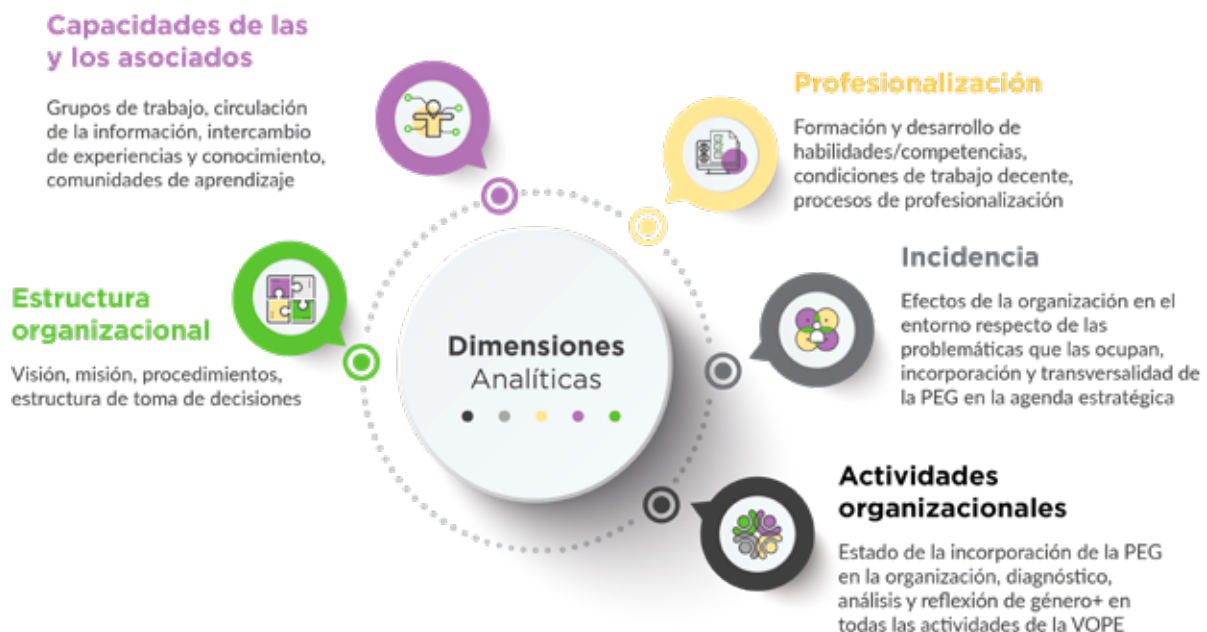 Capacidades de las
y los asociados
Grupos de trabajo, circulación
de la información, intercambio
de experiencias y conocimiento,
comunidades de aprendizaje
Profesionalización
Formación y desarrollo de
habilidades/competencias,
condiciones de trabajo decente,
procesos de profesionalización
Estructura
organizacional
Visión, misión, procedimientos,
estructura de toma de decisiones
Dimensiones
Analíticas
Incidencia
Efectos de la organización en el
entorno respecto de las
problemáticas que las ocupan,
incorporación y transversalidad de
la PEG en la agenda estratégica
Actividades
organizacionales
Estado de la incorporación de la PEG
en la organización, diagnóstico,
análisis y reflexión de género+ en
todas las actividades de la VOPE